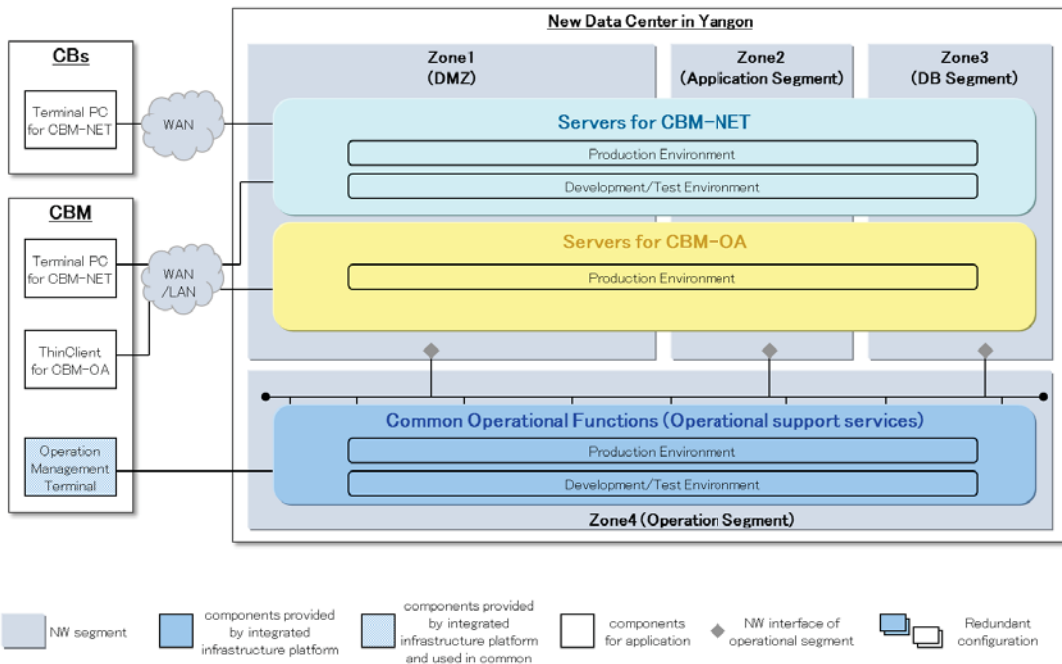 New Data Center in Yangon
CBs
Terminal PC
for CBM-NET
WAN
Zone1
(DMZ)
Zone2
(Application Segment)
Zone3
(DB Segment)
Servers for CBM-NET
Production Environment
Development/Test Environment
CBM
Terminal PC
for CBM-NET
WAN
/LAN
ThinClient
for CBM-OA
Servers for CBM-OA
Production Environment
Operation
Management
Terminal
Common Operational Functions (Operational support services)
Production Environment
Development/Test Environment
Zone4 (Operation Segment)
NW segment
components provided
by integrated
infrastructure platform
components provided
by integrated
infrastructure platform
and used in common
components
for application
NW interface of
operational segment
Redundant
configuration